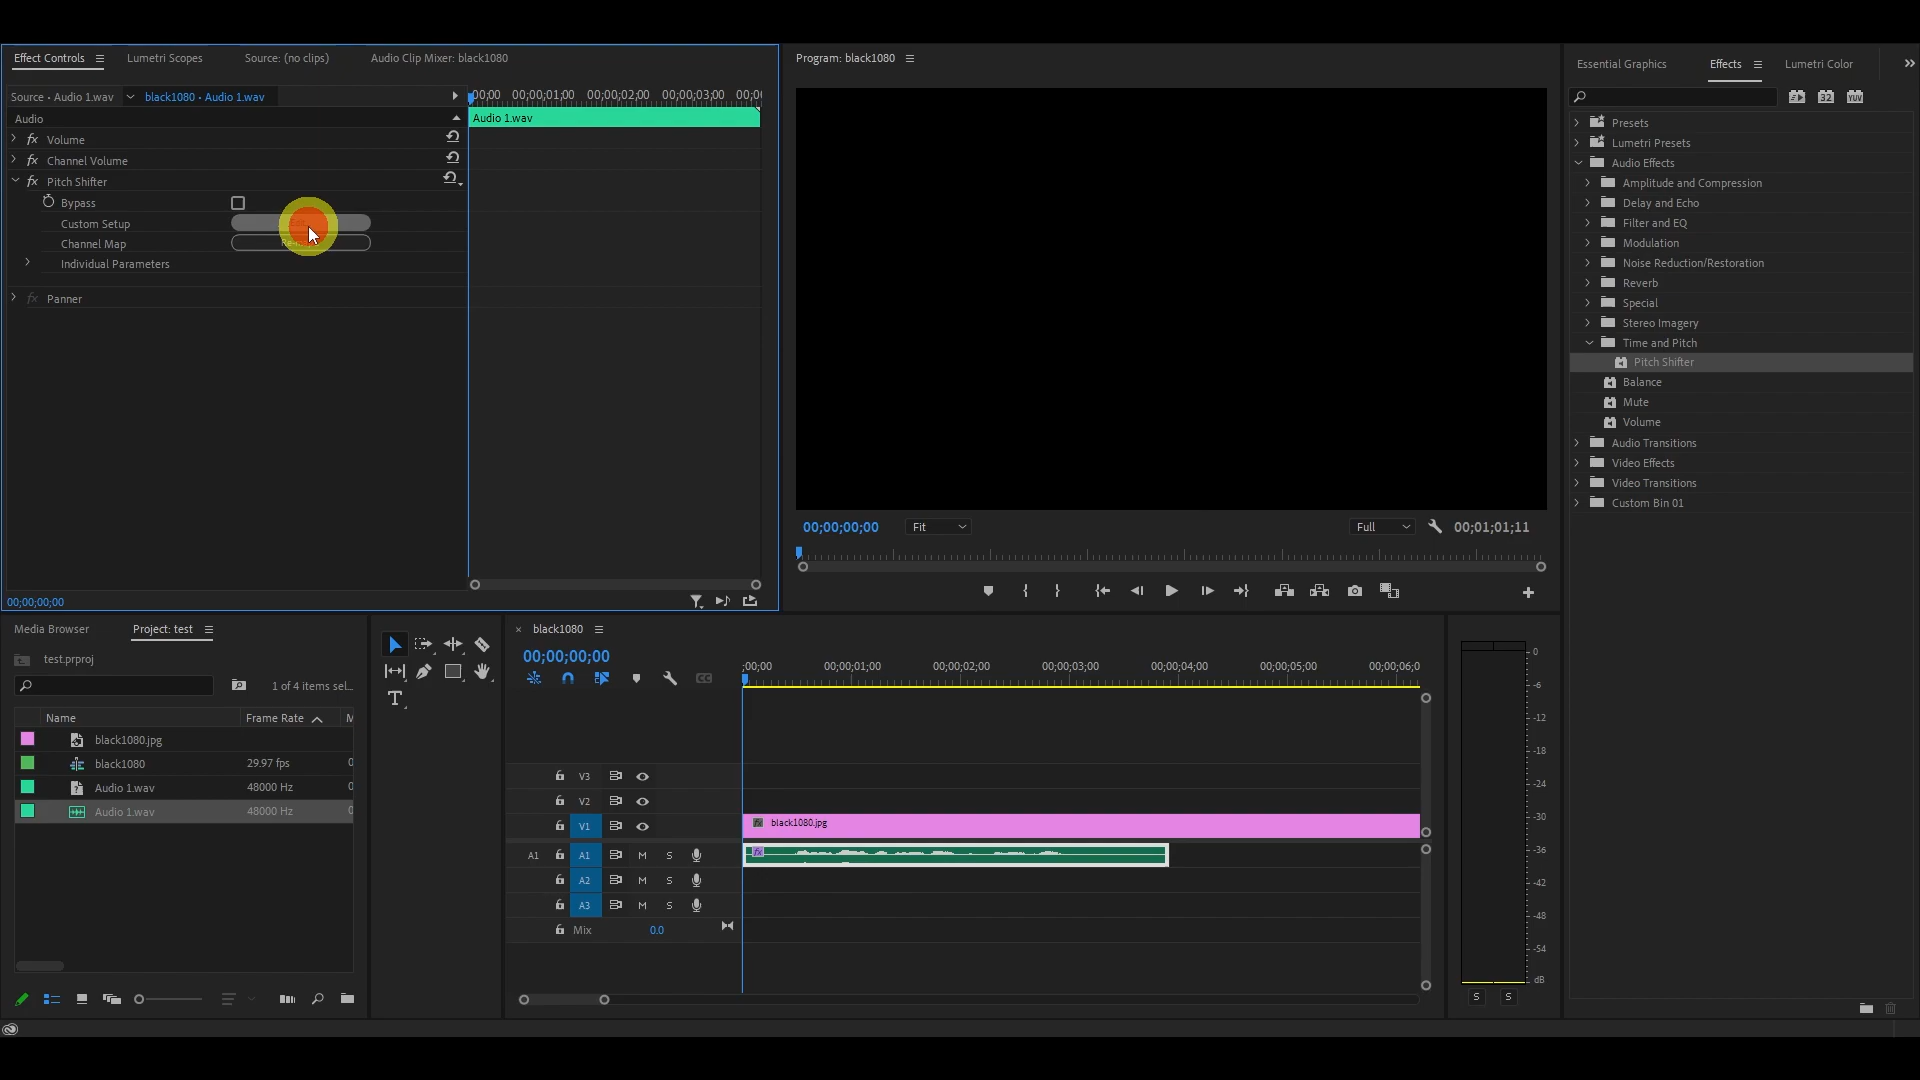 Effect Controls
Lumetri Scopes
Source: (no clips)
Audio Clip Mixer: black1080
Source • Audio 1.wav
black1080 • Audio 1.wav
00;00 00;00;01;00 00;00;02;00 00;00;03;00
Audio
Audio 1.wav
fx Volume
fx Channel Volume
fx Pitch Shifter
Bypass
Custom Setup
Channel Map
Individual Parameters
fx Panner
00;00;00;00
Program: black1080
00;00;00;00
Fit
Full
00;01;01;11
Essential Graphics
Effects
Lumetri Color
32
YUV
Presets
Lumetri Presets
Audio Effects
Amplitude and Compression
Delay and Echo
Filter and EQ
Modulation
Noise Reduction/Restoration
Reverb
Special
Stereo Imagery
Time and Pitch
Pitch Shifter
Balance
Mute
Volume
Audio Transitions
Video Effects
Video Transitions
Custom Bin 01
Media Browser
Project: test
test.prproj
1 of 4 items sel...
Name
Frame Rate
M
black1080.jpg
black1080 29.97 fps 0
Audio 1.wav 48000 Hz 0
Audio 1.wav 48000 Hz 0
T
× black1080
00;00;00;00
;00;00 00;00;01;00 00;00;02;00 00;00;03;00 00;00;04;00 00;00;05;00 00;00;06;0
V3
V2
V1
fx black1080.jpg
A1 A1 M S
fx
A2 M S
A3 M S
Mix 0.0
0
-6
-12
-18
-24
-30
-36
-42
-48
-54
dB
S S